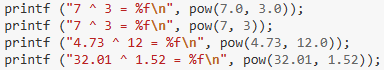 printf ("7 ^ 3 = %f\n", pow(7.0, 3.0));
printf ("7 ^ 3 = %f\n", pow(7, 3));
printf ("4.73 ^ 12 = %f\n", pow(4.73, 12.0));
printf ("32.01 ^ 1.52 = %f\n", pow(32.01, 1.52));